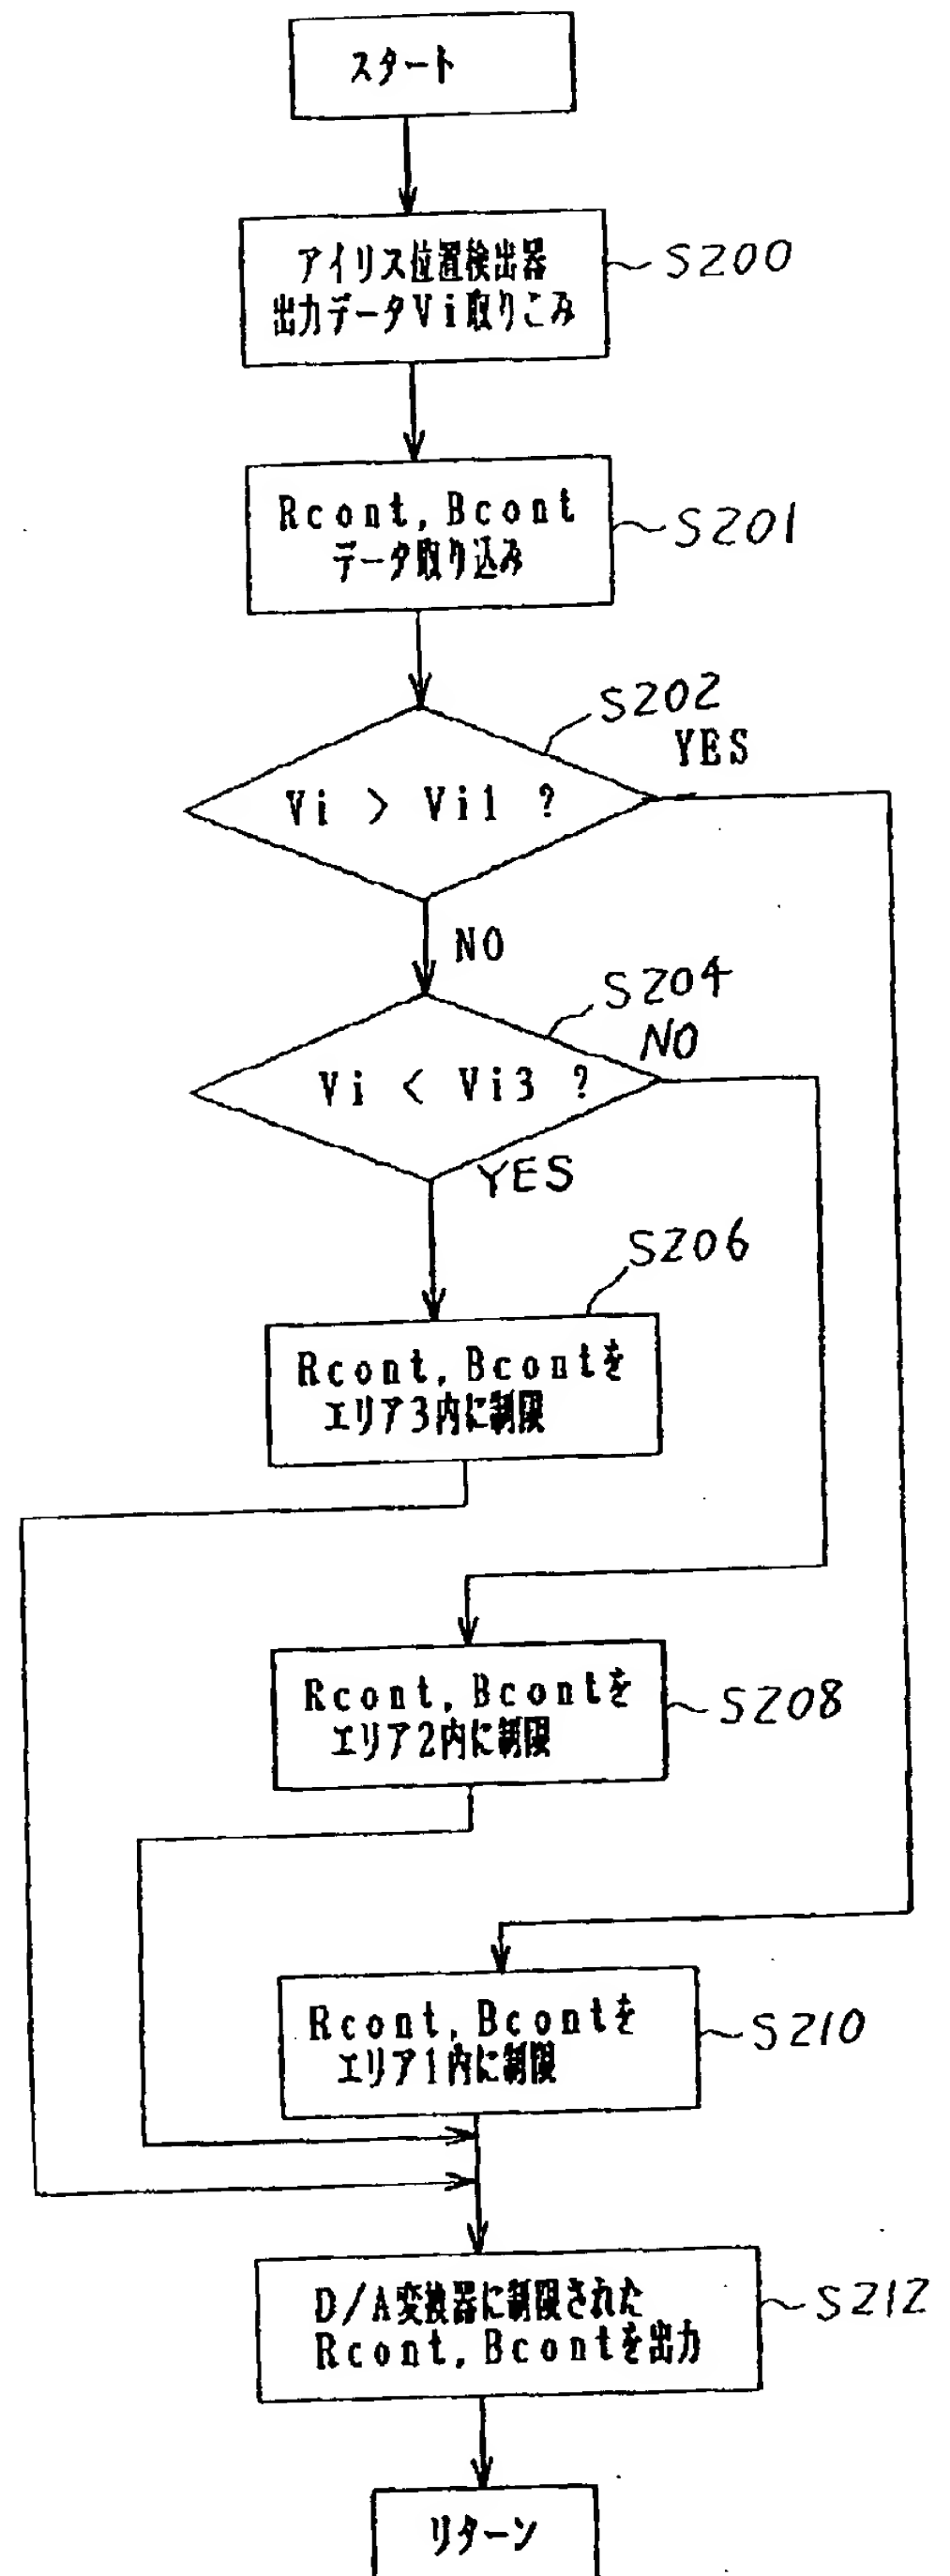 スタート
アイリス位置検出器
出力データVi取りこみ
S200
Rcont, Bcont
データ取り込み
S201
S202
YES
Vi > Vi1 ?
NO
S204
NO
Vi < Vi3 ?
YES
S206
Rcont, Bcontを
エリア3内に制限
Rcont, Bcontを
エリア2内に制限
S208
Rcont, Bcontを
エリア1内に制限
S210
D/A変換器に制限された
Rcont, Bcontを出力
S212
リターン